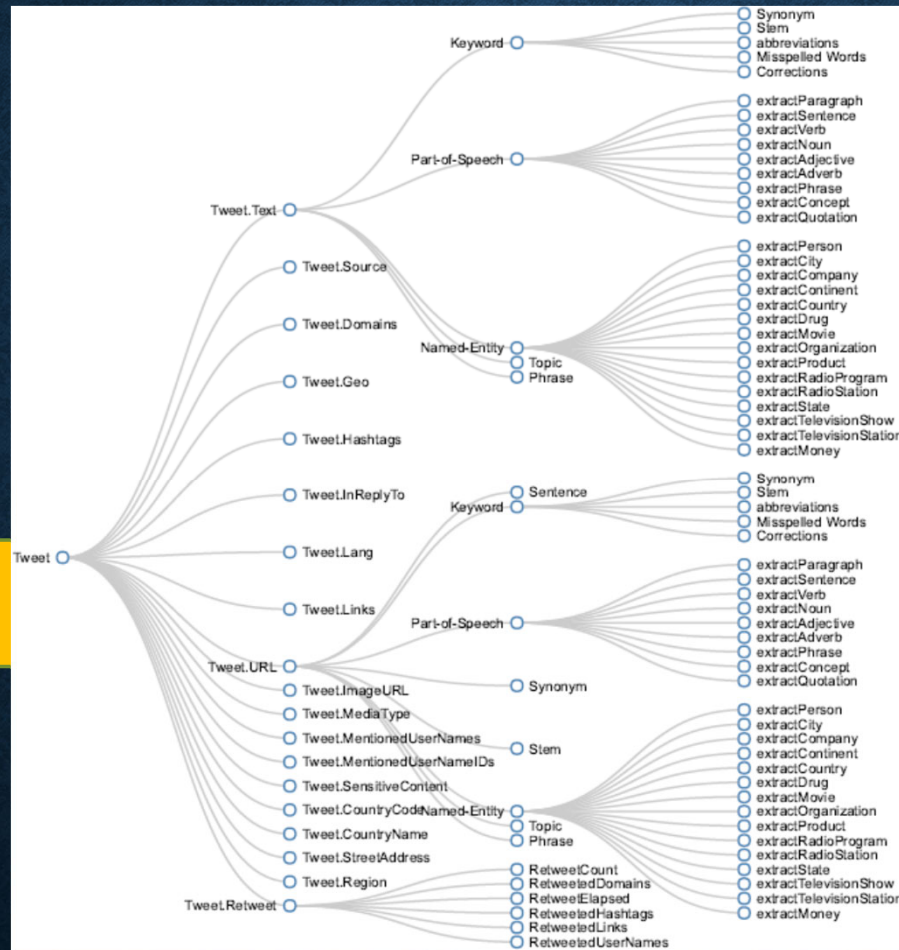 Synonym
Stem
Keyword
abbreviations
Misspelled Words
Corrections
extractParagraph
extractSentence
extractVerb
extractNoun
Part-of-Speech
extractAdjective
extractAdverb
extractPhrase
extractConcept
Tweet.Text
extractQuotation
extractPerson
extractCity
Tweet.Source
extractCompany
extractContinent
extractCountry
Tweet.Domains
extractDrug
extractMovie
Named-Entity
extractOrganization
Topic
extractProduct
Phrase
extractRadioProgram
Tweet.Geo
extractRadioStation
extractState
extractTelevisionShow
extractTelevisionStation
Tweet.Hashtags
extractMoney
Synonym
Sentence
Stem
Tweet.InReplyTo
Keyword
abbreviations
Misspelled Words
Corrections
Tweet
Tweet.Lang
extractParagraph
extractSentence
extractVerb
Tweet.Links
extractNoun
Part-of-Speech
extractAdjective
extractAdverb
extractPhrase
Tweet.URL
extractConcept
extractQuotation
Tweet.ImageURL
Synonym
Tweet.MediaType
extractPerson
extractCity
Tweet.MentionedUserNames
extractCompany
Stem
extractContinent
Tweet.MentionedUserNameIDs
extractCountry
Tweet.SensitiveContent
extractDrug
extractMovie
Tweet.CountryCode
Named-Entity
extractOrganization
Topic
extractProduct
Tweet.CountryName
Phrase
extractRadioProgram
Tweet.StreetAddress
extractRadioStation
RetweetCount
extractState
Tweet.Region
RetweetedDomains
extractTelevisionShow
RetweetElapsed
extractTelevisionStation
Tweet.Retweet
RetweetedHashtags
extractMoney
RetweetedLinks
RetweetedUserNames